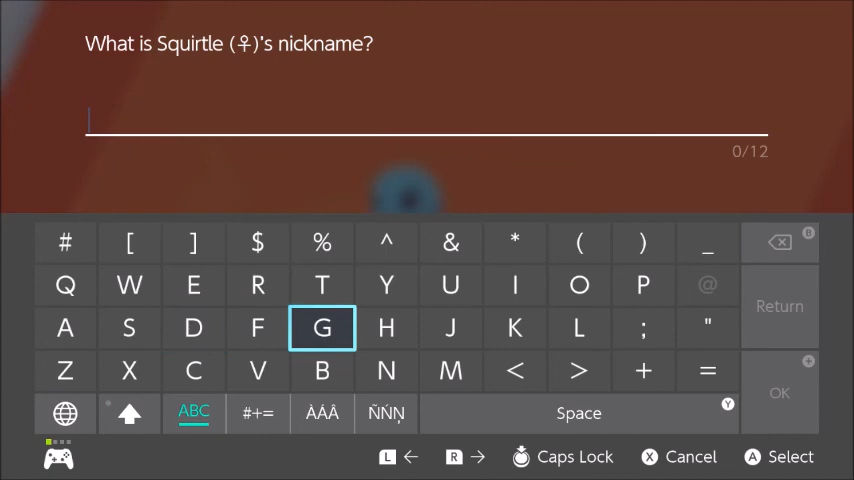 What is Squirtle (♀)'s nickname?
0/12
# [ ] $ % ^ & * ( ) _ B
Q W E R T Y U I O P @ Return
A S D F G H J K L ; "
Z X C V B N M < > + = + OK
ABC #+= ÀÁÂ ÑŃŅ Space Y
L ← R → Caps Lock X Cancel A Select